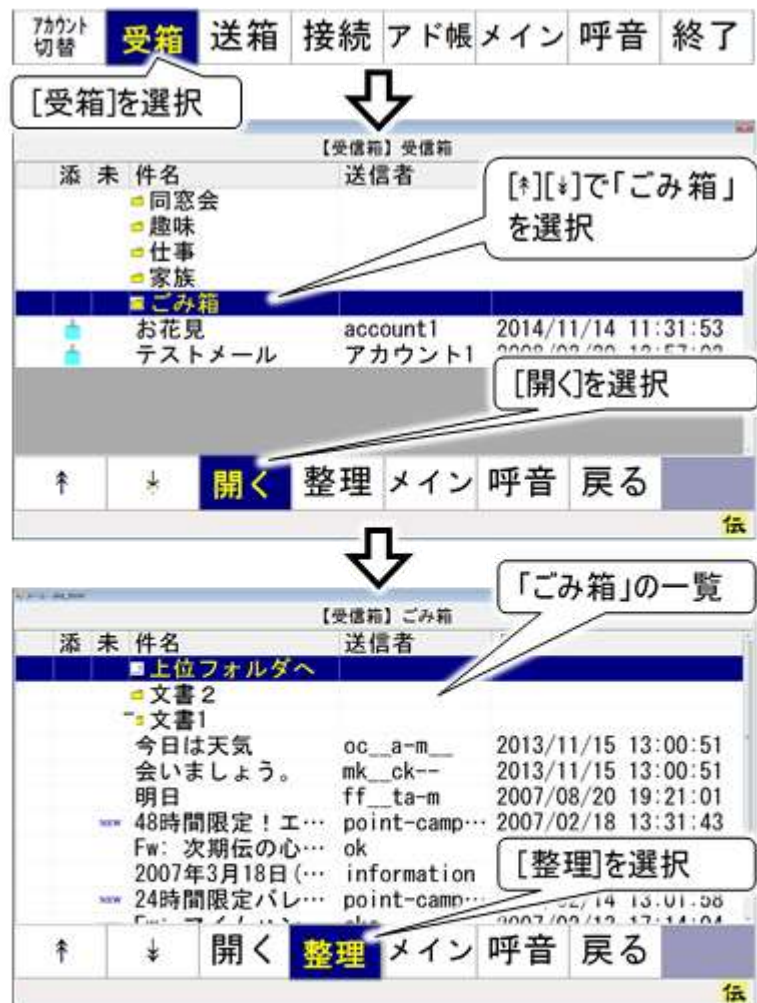 アカウント
切替 受箱 送箱 接続 アド帳 メイン 呼音 終了
[受箱]を選択
【受信箱】受信箱
添 未 件名 送信者
同窓会
趣味
仕事
家族
ごみ箱
[↟][↡]で「ごみ箱」
を選択
お花見 account1 2014/11/14 11:31:53
テストメール アカウント1
[開く]を選択
↟ ↡ 開く 整理 メイン 呼音 戻る
伝
「ごみ箱」の一覧
【受信箱】ごみ箱
添 未 件名 送信者
上位フォルダへ
文書2
文書1
今日は天気 oc__a-m__ 2013/11/15 13:00:51
会いましょう。 mk__ck-- 2013/11/15 13:00:51
明日 ff__ta-m 2007/08/20 19:21:01
NEW 48時間限定!エ… point-camp… 2007/02/18 13:31:43
Fw: 次期伝の心… ok
2007年3月18日(… information
[整理]を選択
NEW 24時間限定バレ… point-camp…
↟ ↡ 開く 整理 メイン 呼音 戻る
伝